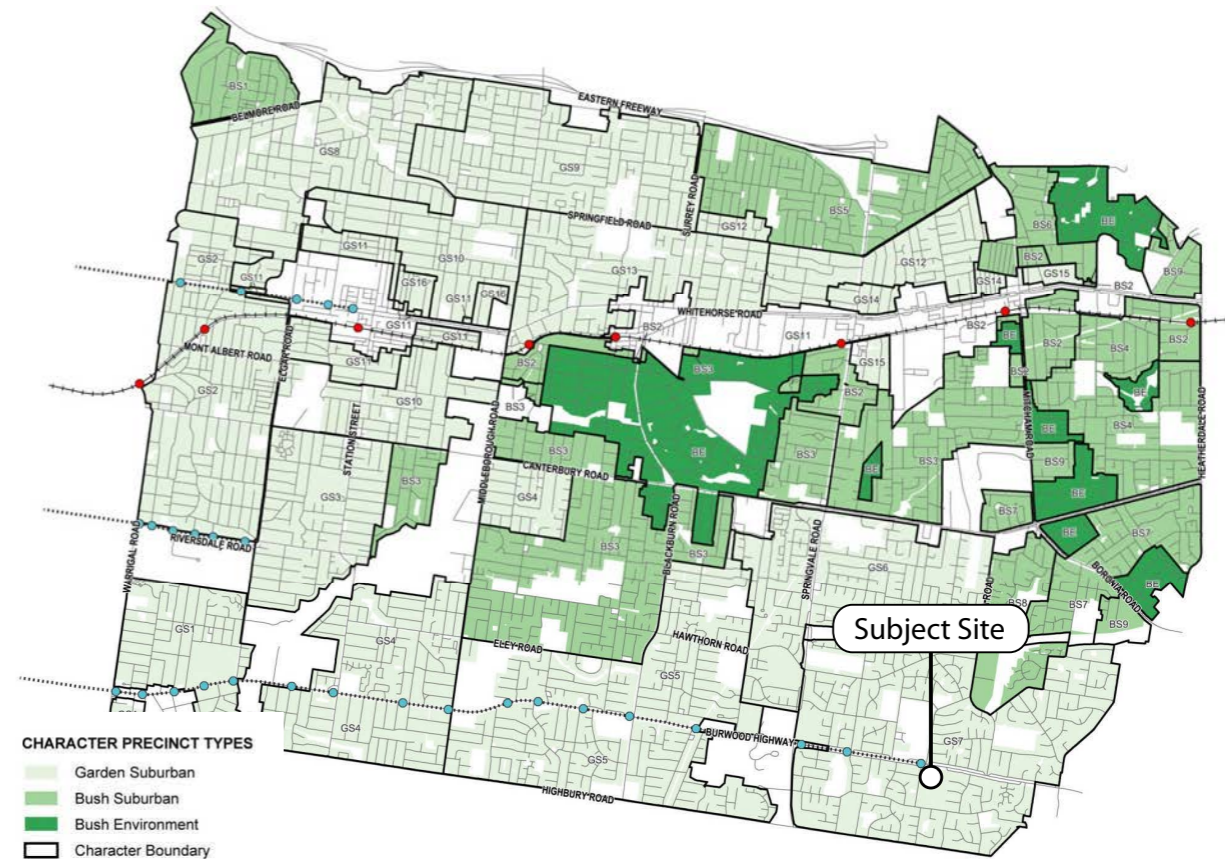 EASTERN FREEWAY
BS1
BELMORE ROAD
GS8
GS9
SURREY ROAD
BS5
SPRINGFIELD ROAD
GS12
GS12
BS6
BE
GS2
GS11
GS11
GS10
GS16
GS11
GS16
GS13
GS14
GS14
BS2
GS15
BS2
BS9
WHITEHORSE ROAD
BS2
GS11
BS2
GS11
GS11
MONT ALBERT ROAD
ELGAR ROAD
GS11
GS10
BS2
BS3
GS15
BS2
BE
BS2
BS2
BS4
BS2
BE
GS2
BS3
MIDDLEBOROUGH ROAD
STATION STREET
BS3
CANTERBURY ROAD
BE
BS3
BE
BS3
MITCHAM ROAD
BE
BS9
BS4
BE
HEATHERDALE ROAD
GS3
BS3
GS4
BLACKBURN ROAD
BS3
BS3
SPRINGVALE ROAD
GS6
BS7
BE
BS7
BORONIA ROAD
BE
WARRIGAL ROAD
RIVERSDALE ROAD
ROAD
BS8
BS7
BS9
Subject Site
GS1
GS4
ELEY ROAD
HAWTHORN ROAD
GS5
GS4
GS5
BURWOOD HIGHWAY
GS7
HIGHBURY ROAD
CHARACTER PRECINCT TYPES
Garden Suburban
Bush Suburban
Bush Environment
Character Boundary